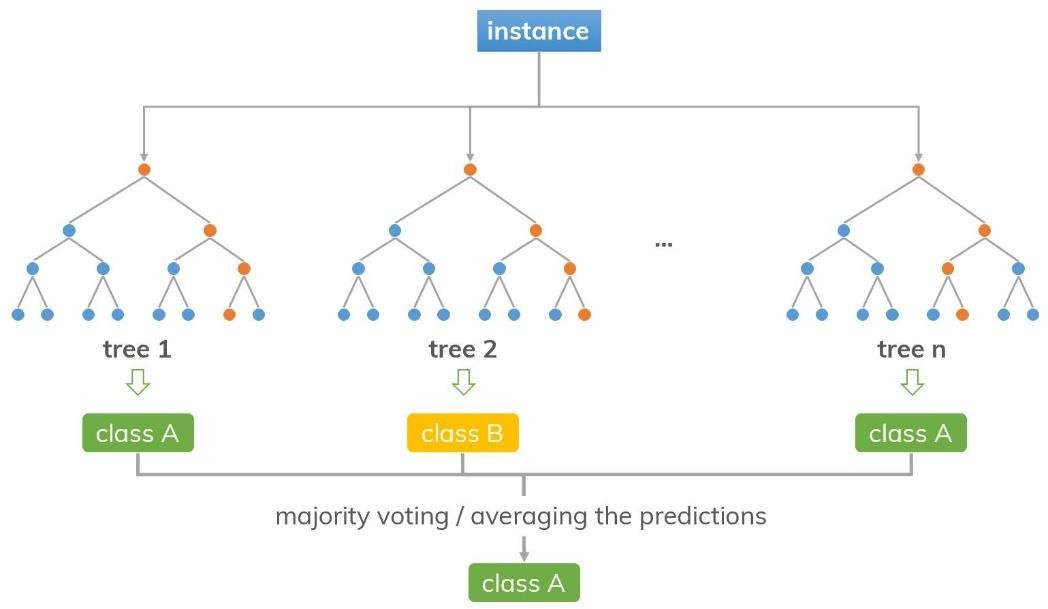 instance
...
tree 1
tree 2
tree n
class A
class B
class A
majority voting / averaging the predictions
class A